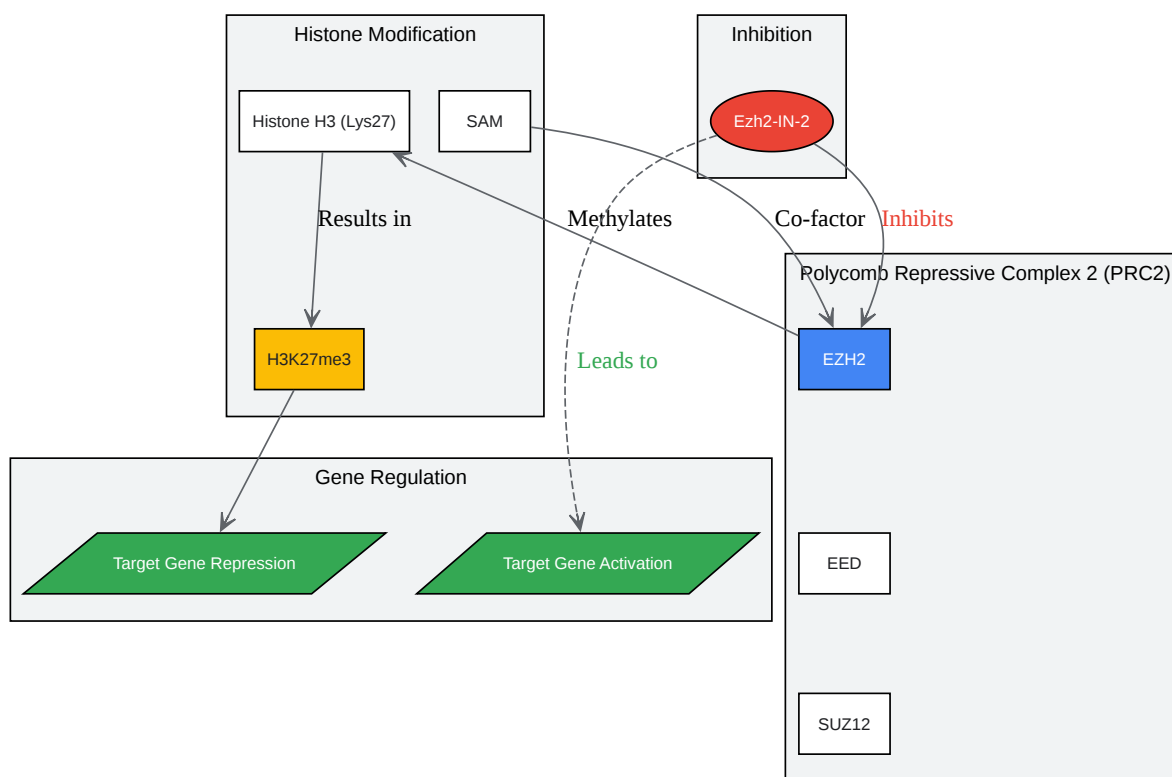 Histone Modification
Inhibition
Histone H3 (Lys27)
SAM
Ezh2-IN-2
Results in
Methylates
Co-factor
Inhibits
Polycomb Repressive Complex 2 (PRC2)
H3K27me3
Leads to
EZH2
Gene Regulation
Target Gene Repression
Target Gene Activation
EED
SUZ12